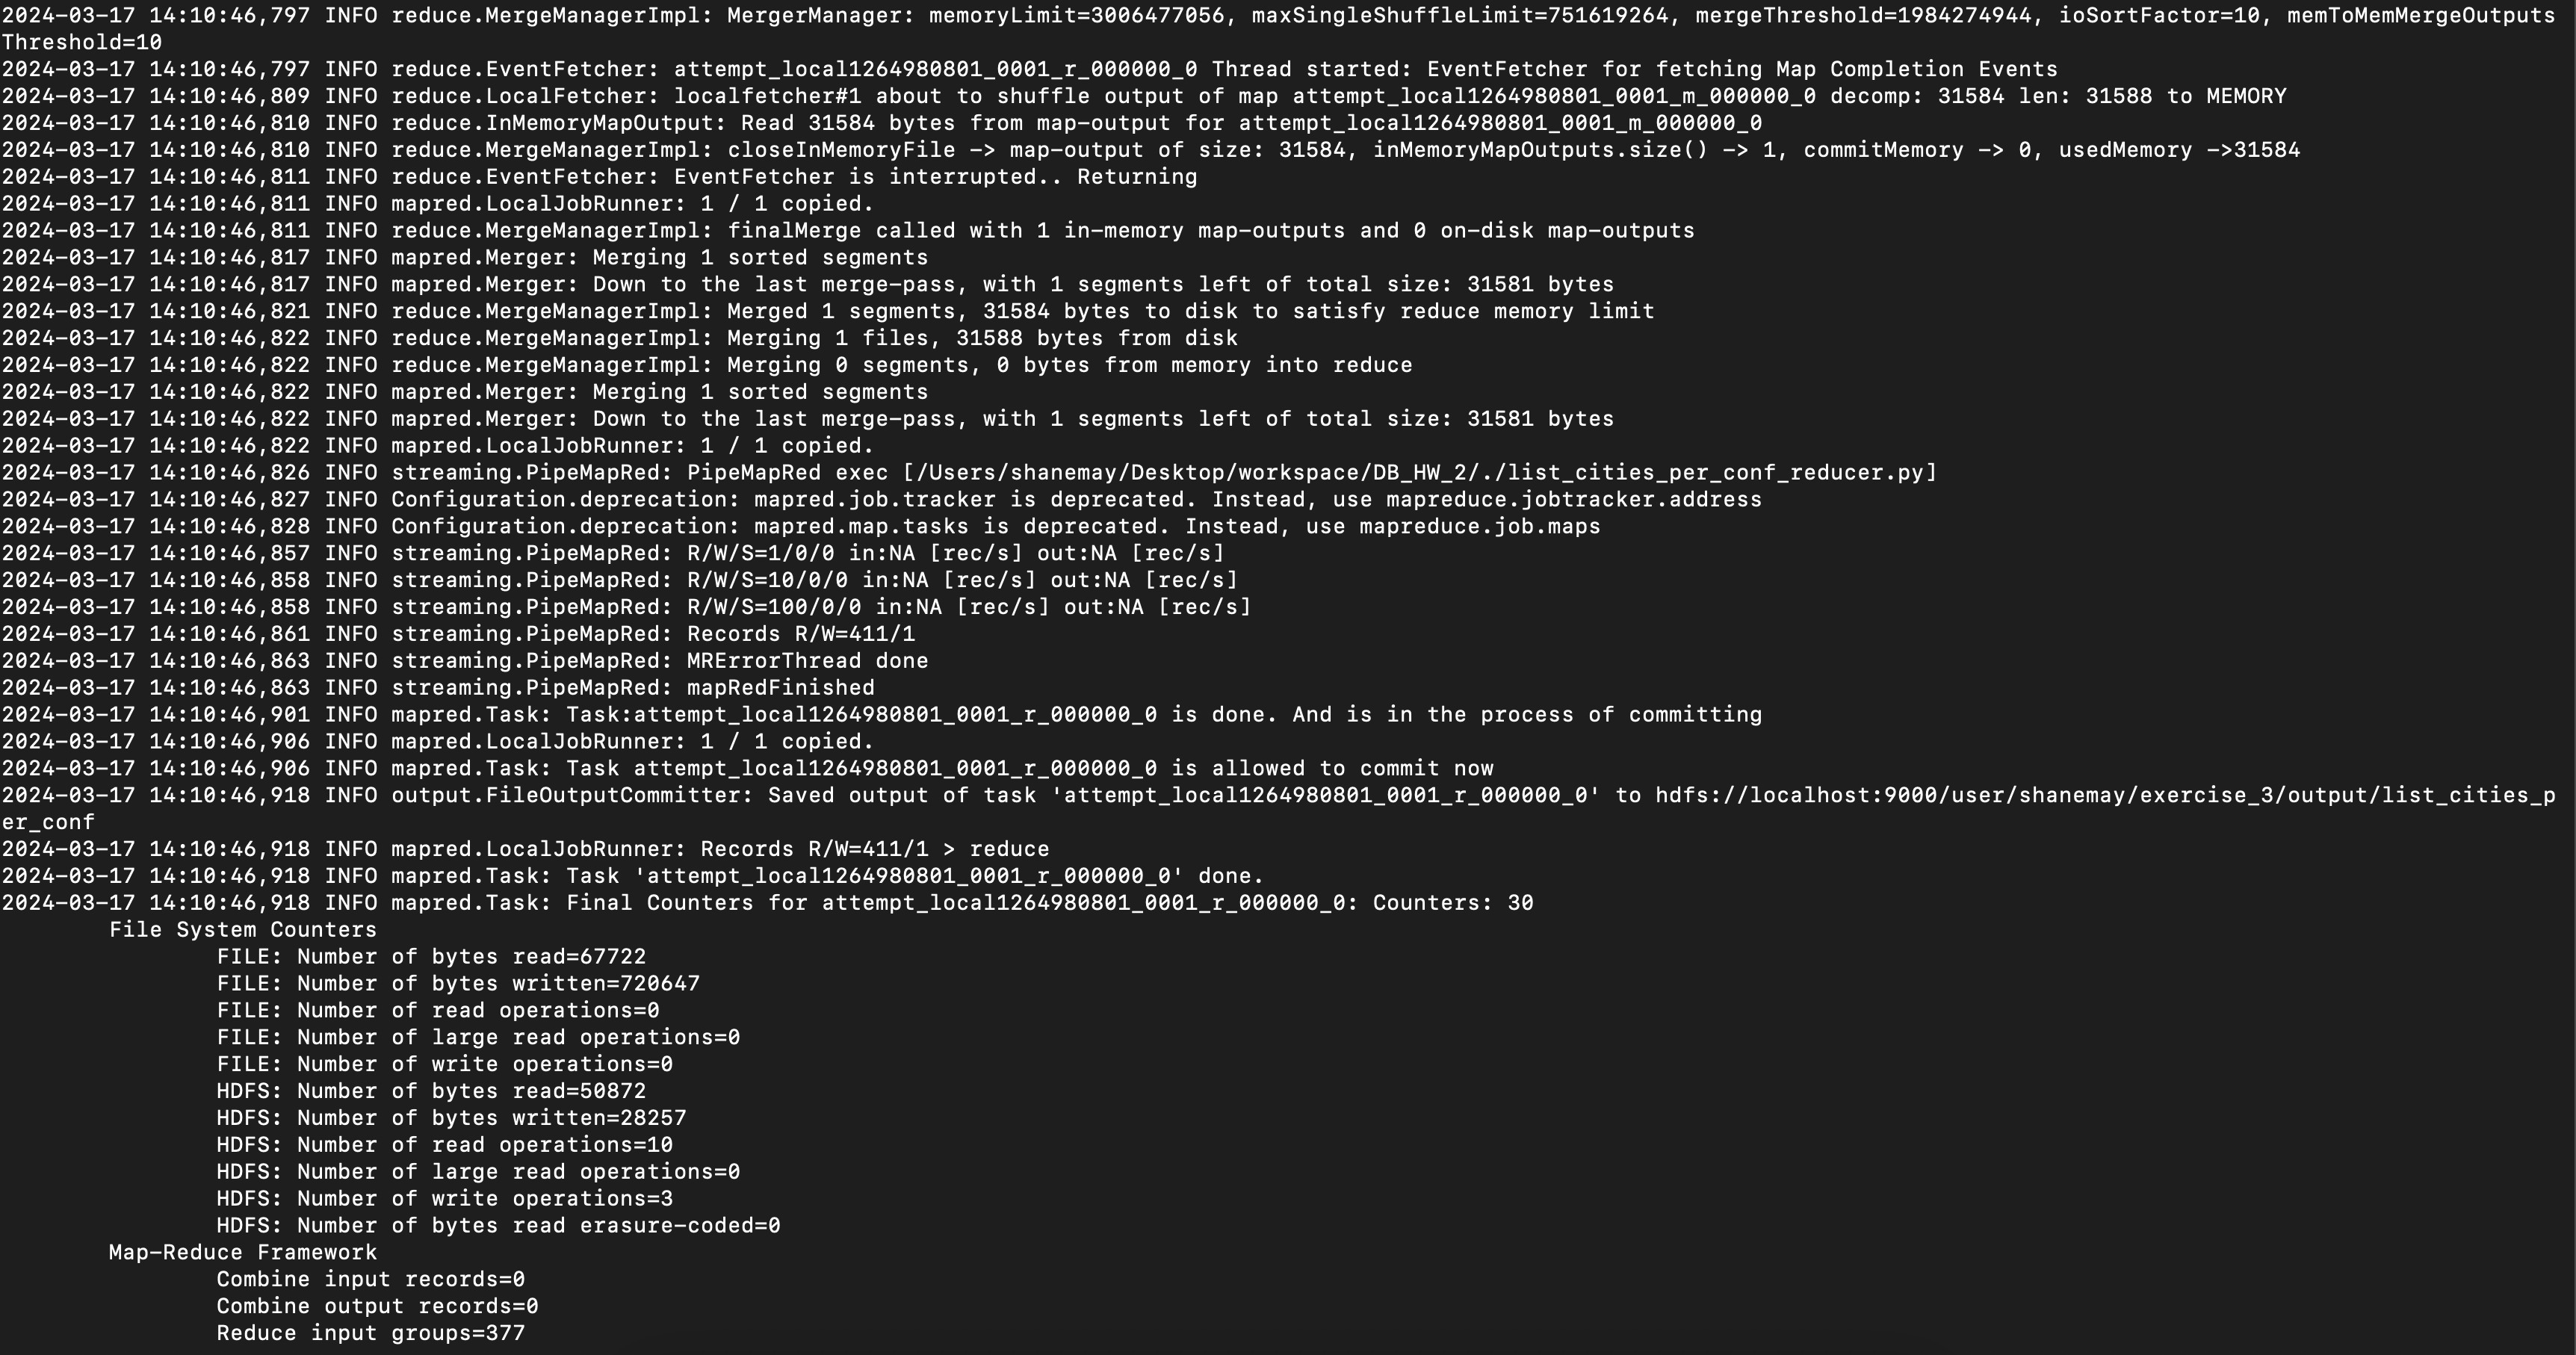 2024-03-17 14:10:46,797 INFO reduce.MergeManagerImpl: MergerManager: memoryLimit=3006477056, maxSingleShuffleLimit=751619264, mergeThreshold=1984274944, ioSortFactor=10, memToMemMergeOutputs
Threshold=10
2024-03-17 14:10:46,797 INFO reduce.EventFetcher: attempt_local1264980801_0001_r_000000_0 Thread started: EventFetcher for fetching Map Completion Events
2024-03-17 14:10:46,809 INFO reduce.LocalFetcher: localfetcher#1 about to shuffle output of map attempt_local1264980801_0001_m_000000_0 decomp: 31584 len: 31588 to MEMORY
2024-03-17 14:10:46,810 INFO reduce.InMemoryMapOutput: Read 31584 bytes from map-output for attempt_local1264980801_0001_m_000000_0
2024-03-17 14:10:46,810 INFO reduce.MergeManagerImpl: closeInMemoryFile -> map-output of size: 31584, inMemoryMapOutputs.size() -> 1, commitMemory -> 0, usedMemory ->31584
2024-03-17 14:10:46,811 INFO reduce.EventFetcher: EventFetcher is interrupted.. Returning
2024-03-17 14:10:46,811 INFO mapred.LocalJobRunner: 1 / 1 copied.
2024-03-17 14:10:46,811 INFO reduce.MergeManagerImpl: finalMerge called with 1 in-memory map-outputs and 0 on-disk map-outputs
2024-03-17 14:10:46,817 INFO mapred.Merger: Merging 1 sorted segments
2024-03-17 14:10:46,817 INFO mapred.Merger: Down to the last merge-pass, with 1 segments left of total size: 31581 bytes
2024-03-17 14:10:46,821 INFO reduce.MergeManagerImpl: Merged 1 segments, 31584 bytes to disk to satisfy reduce memory limit
2024-03-17 14:10:46,822 INFO reduce.MergeManagerImpl: Merging 1 files, 31588 bytes from disk
2024-03-17 14:10:46,822 INFO reduce.MergeManagerImpl: Merging 0 segments, 0 bytes from memory into reduce
2024-03-17 14:10:46,822 INFO mapred.Merger: Merging 1 sorted segments
2024-03-17 14:10:46,822 INFO mapred.Merger: Down to the last merge-pass, with 1 segments left of total size: 31581 bytes
2024-03-17 14:10:46,822 INFO mapred.LocalJobRunner: 1 / 1 copied.
2024-03-17 14:10:46,826 INFO streaming.PipeMapRed: PipeMapRed exec [/Users/shanemay/Desktop/workspace/DB_HW_2/./list_cities_per_conf_reducer.py]
2024-03-17 14:10:46,827 INFO Configuration.deprecation: mapred.job.tracker is deprecated. Instead, use mapreduce.jobtracker.address
2024-03-17 14:10:46,828 INFO Configuration.deprecation: mapred.map.tasks is deprecated. Instead, use mapreduce.job.maps
2024-03-17 14:10:46,857 INFO streaming.PipeMapRed: R/W/S=1/0/0 in:NA [rec/s] out:NA [rec/s]
2024-03-17 14:10:46,858 INFO streaming.PipeMapRed: R/W/S=10/0/0 in:NA [rec/s] out:NA [rec/s]
2024-03-17 14:10:46,858 INFO streaming.PipeMapRed: R/W/S=100/0/0 in:NA [rec/s] out:NA [rec/s]
2024-03-17 14:10:46,861 INFO streaming.PipeMapRed: Records R/W=411/1
2024-03-17 14:10:46,863 INFO streaming.PipeMapRed: MRErrorThread done
2024-03-17 14:10:46,863 INFO streaming.PipeMapRed: mapRedFinished
2024-03-17 14:10:46,901 INFO mapred.Task: Task:attempt_local1264980801_0001_r_000000_0 is done. And is in the process of committing
2024-03-17 14:10:46,906 INFO mapred.LocalJobRunner: 1 / 1 copied.
2024-03-17 14:10:46,906 INFO mapred.Task: Task attempt_local1264980801_0001_r_000000_0 is allowed to commit now
2024-03-17 14:10:46,918 INFO output.FileOutputCommitter: Saved output of task 'attempt_local1264980801_0001_r_000000_0' to hdfs://localhost:9000/user/shanemay/exercise_3/output/list_cities_p
er_conf
2024-03-17 14:10:46,918 INFO mapred.LocalJobRunner: Records R/W=411/1 > reduce
2024-03-17 14:10:46,918 INFO mapred.Task: Task 'attempt_local1264980801_0001_r_000000_0' done.
2024-03-17 14:10:46,918 INFO mapred.Task: Final Counters for attempt_local1264980801_0001_r_000000_0: Counters: 30
File System Counters
FILE: Number of bytes read=67722
FILE: Number of bytes written=720647
FILE: Number of read operations=0
FILE: Number of large read operations=0
FILE: Number of write operations=0
HDFS: Number of bytes read=50872
HDFS: Number of bytes written=28257
HDFS: Number of read operations=10
HDFS: Number of large read operations=0
HDFS: Number of write operations=3
HDFS: Number of bytes read erasure-coded=0
Map-Reduce Framework
Combine input records=0
Combine output records=0
Reduce input groups=377